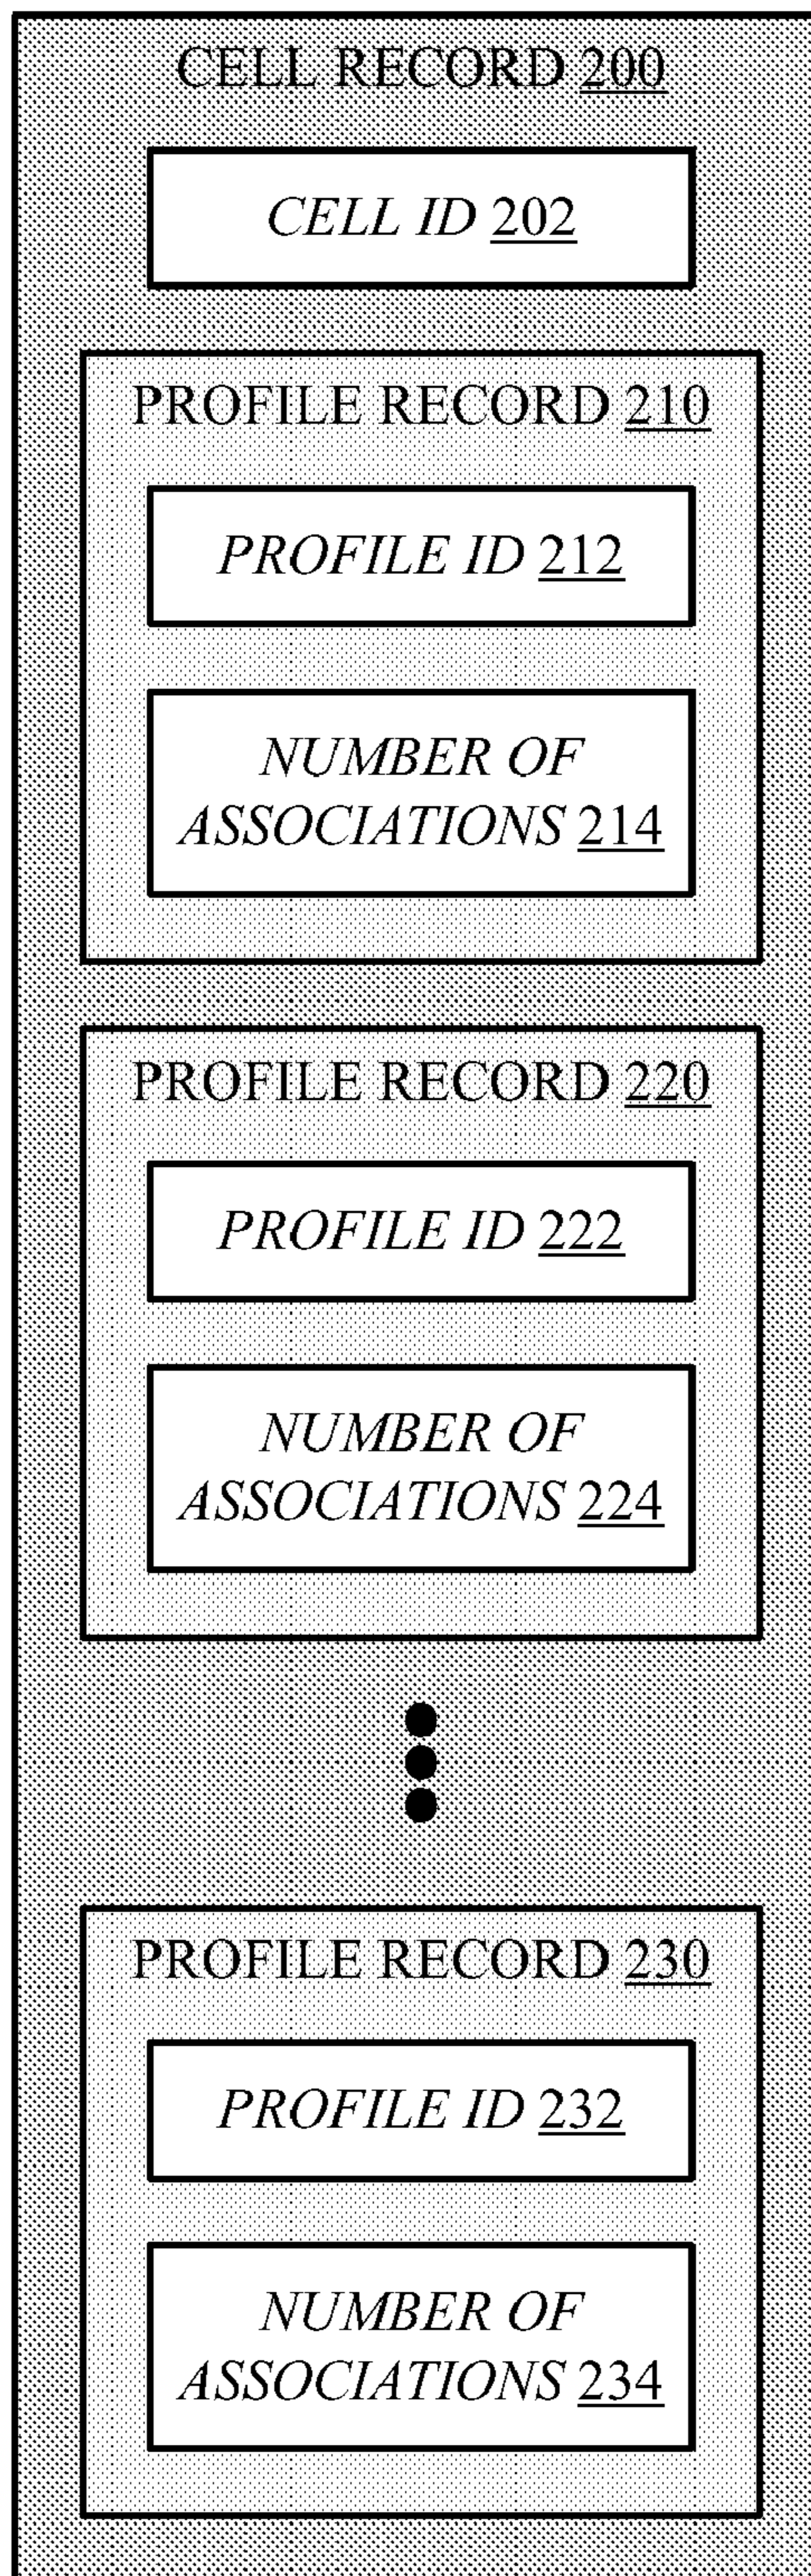 CELL RECORD 200
CELL ID 202
PROFILE RECORD 210
PROFILE ID 212
NUMBER OF
ASSOCIATIONS 214
PROFILE RECORD 220
PROFILE ID 222
NUMBER OF
ASSOCIATIONS 224
PROFILE RECORD 230
PROFILE ID 232
NUMBER OF
ASSOCIATIONS 234